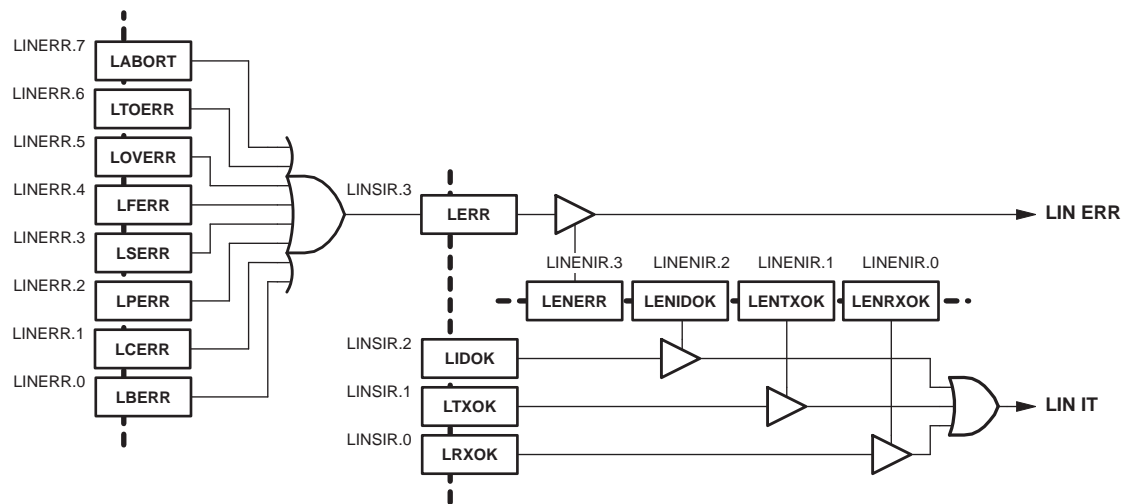 LINERR.7
LABORT
LINERR.6
LTOERR
LINERR.5
LOVERR
LINERR.4
LFERR
LINERR.3
LSERR
LINERR.2
LPERR
LINERR.1
LCERR
LINERR.0
LBERR
LINSIR.3
LERR
LIN ERR
LINENIR.3 LINENIR.2 LINENIR.1 LINENIR.0
LENERR LENIDOK LENTXOK LENRXOK
LINSIR.2
LIDOK
LINSIR.1
LTXOK
LIN IT
LINSIR.0
LRXOK